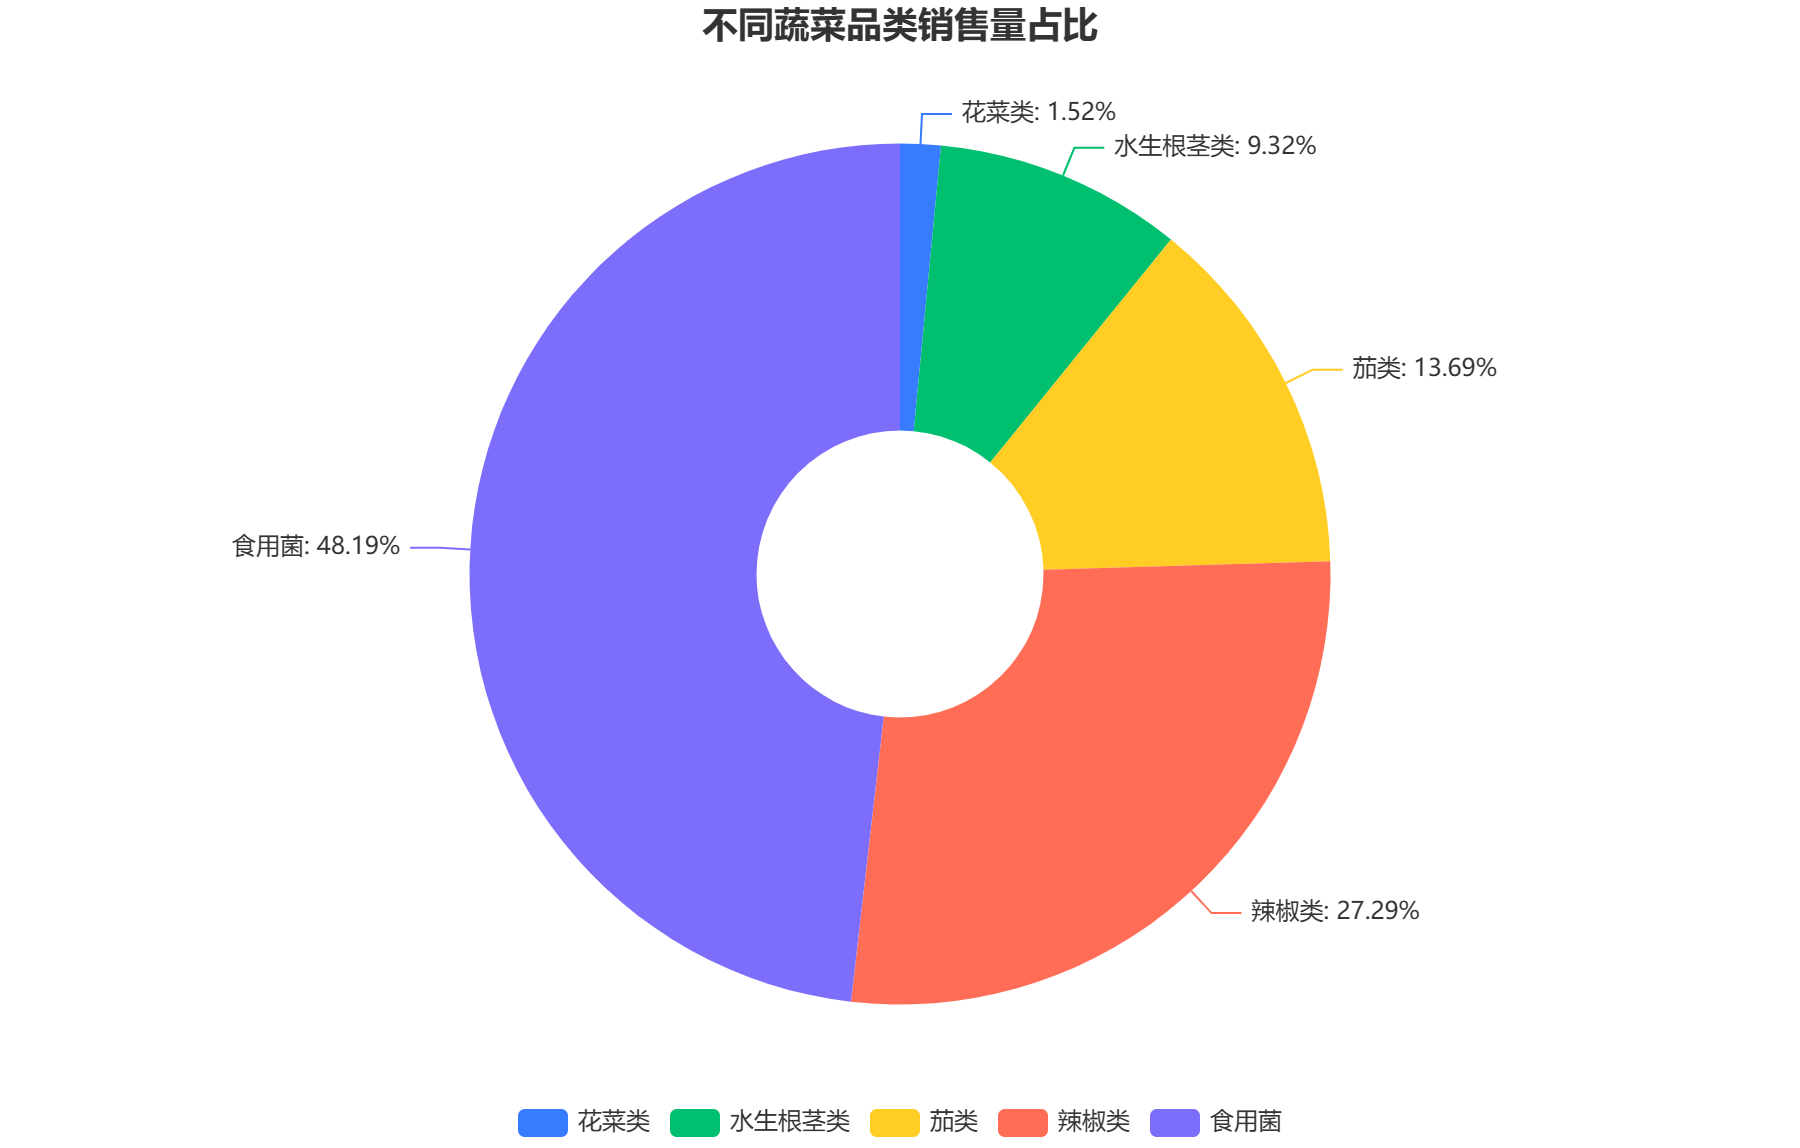 不同蔬菜品类销售量占比
花菜类: 1.52%
水生根茎类: 9.32%
茄类: 13.69%
食用菌: 48.19%
辣椒类: 27.29%
花菜类 水生根茎类 茄类 辣椒类 食用菌